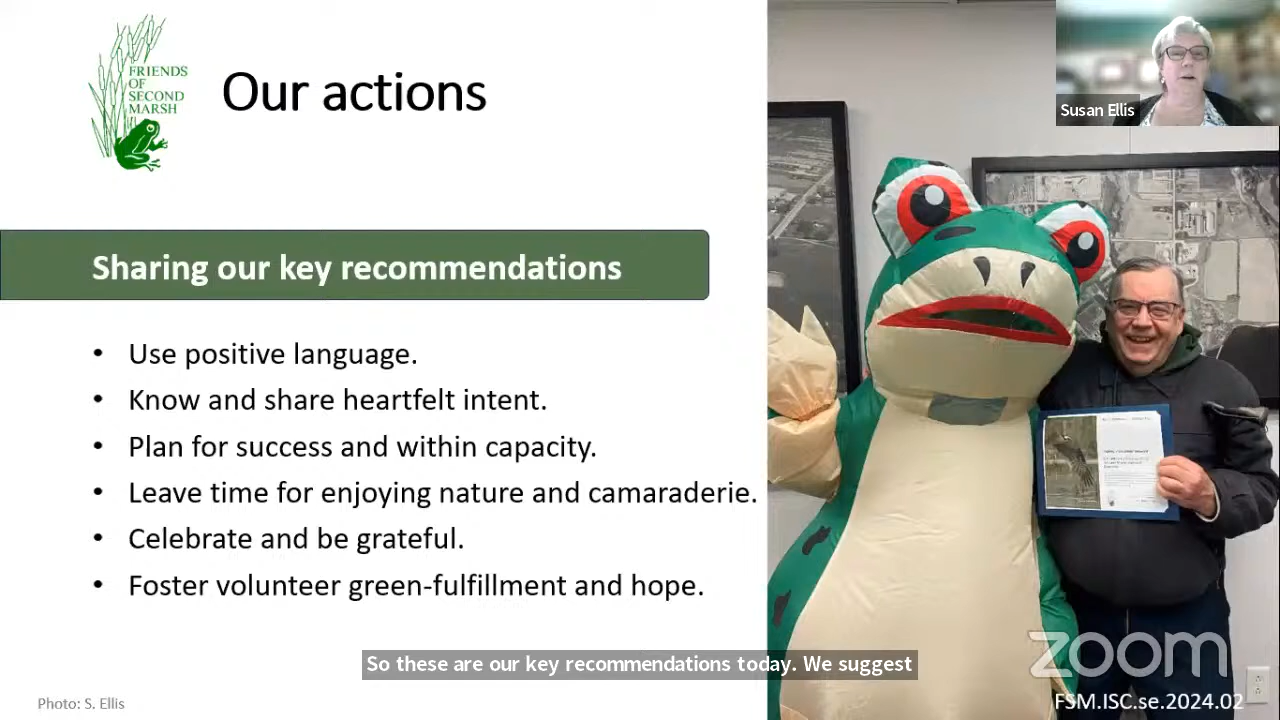 FRIENDS
OF
SECOND
MARSH
Our actions
Susan Ellis
Sharing our key recommendations
• Use positive language.
• Know and share heartfelt intent.
• Plan for success and within capacity.
• Leave time for enjoying nature and camaraderie.
• Celebrate and be grateful.
• Foster volunteer green-fulfillment and hope.
So these are our key recommendations today. We suggest
zoom
Photo: S. Ellis
FSM.ISC.se.2024.02